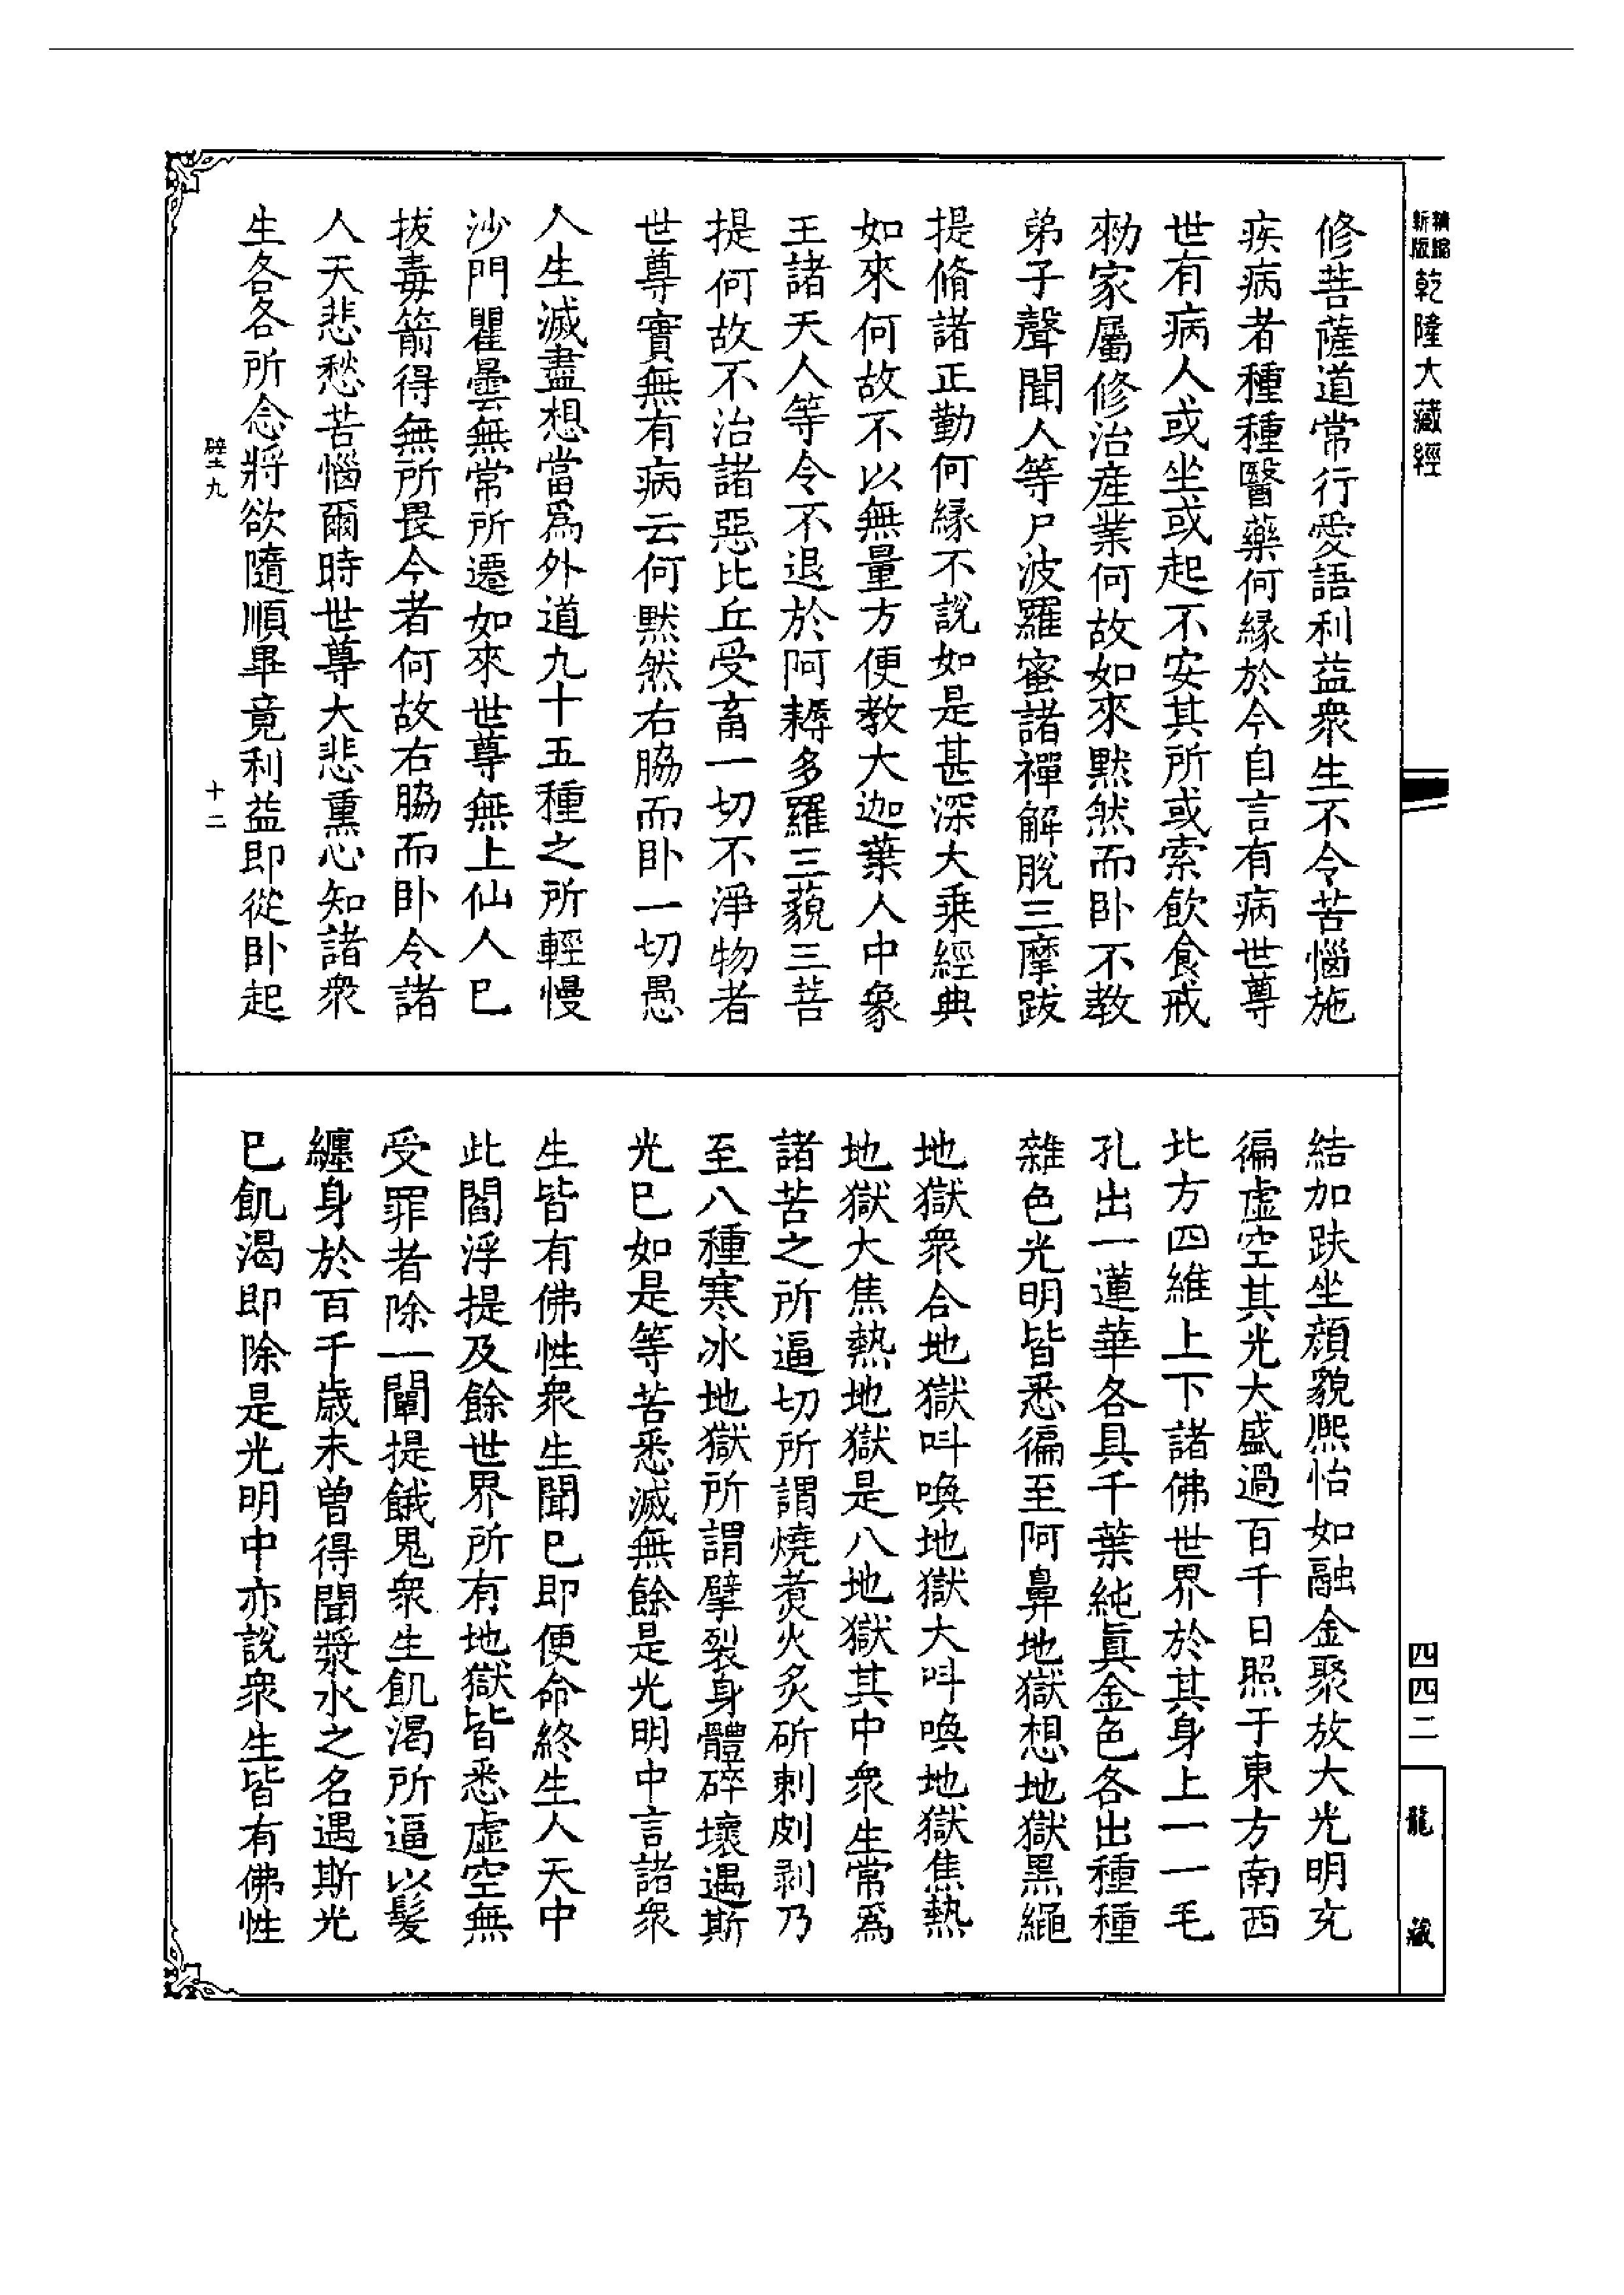 精縮新版乾隆大藏經
修菩薩道常行愛語利益衆生不令苦惱施
疾病者種種醫藥何縁於今自言有病世尊
世有病人或坐或起不安其所或索飲食戒
勑家屬修治産業何故如來黙然而卧不教
弟子聲聞人等尸波羅蜜諸禪解脫三摩跋
提脩諸正勤何縁不說如是甚深大乘經典
如來何故不以無量方便教大迦葉人中象
王諸天人等令不退於阿耨多羅三藐三菩
提何故不治諸惡比丘受畜一切不淨物者
世尊實無有病云何黙然右脇而卧一切愚
人生滅盡想當爲外道九十五種之所輕慢
沙門瞿曇無常所遷如來世尊無上仙人已
拔毒箭得無所畏今者何故右脇而卧令諸
人天悲愁苦惱爾時世尊大悲熏心知諸衆
生各各所念將欲隨順畢竟利益即從卧起
壁九 十二
結加趺坐顔貌熈怡如融金聚放大光明充
徧虛空其光大盛過百千日照于東方南西
北方四維上下諸佛世界於其身上一一毛
孔出一蓮華各具千葉純眞金色各出種種
雜色光明皆悉徧至阿鼻地獄想地獄黑繩
地獄衆合地獄叫喚地獄大叫喚地獄焦熱
地獄大焦熱地獄是八地獄其中衆生常爲
諸苦之所逼切所謂燒煑火炙斫刺剝剥乃
至八種寒冰地獄所謂擘裂身體碎壞遇斯
光已如是等苦悉滅無餘是光明中言諸衆
生皆有佛性衆生聞已即便命終生人天中
此閻浮提及餘世界所有地獄皆悉虛空無
受罪者除一闡提餓鬼衆生飢渴所逼以髮
纏身於百千歳未曽得聞漿水之名遇斯光
已飢渴即除是光明中亦說衆生皆有佛性
四四二
龍藏